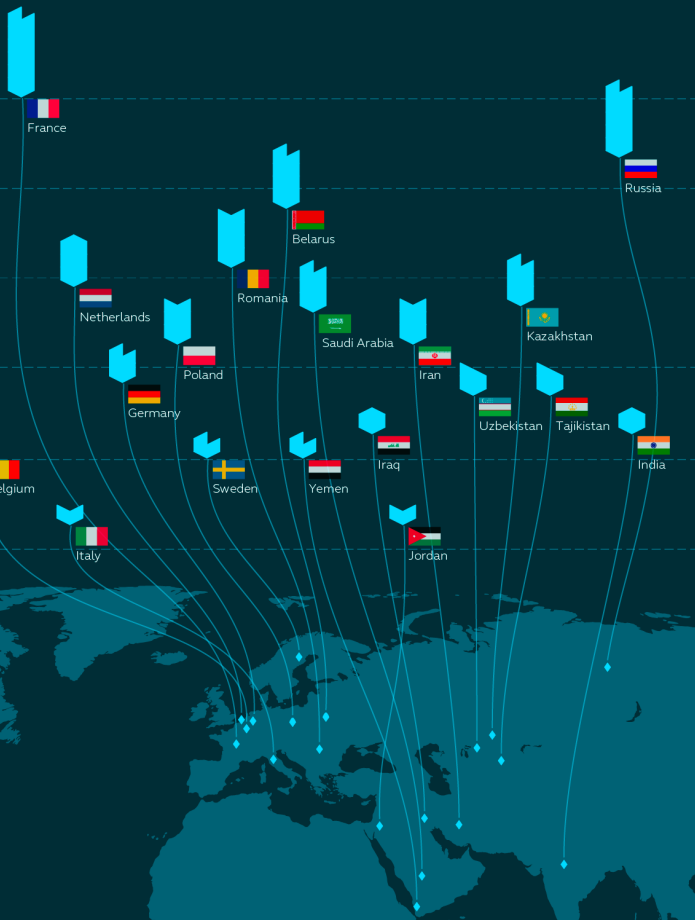 France
Russia
Belarus
Romania
Netherlands
Saudi Arabia
Kazakhstan
Poland
Iran
Germany
Uzbekistan
Tajikistan
Iraq
India
elgium
Sweden
Yemen
Italy
Jordan